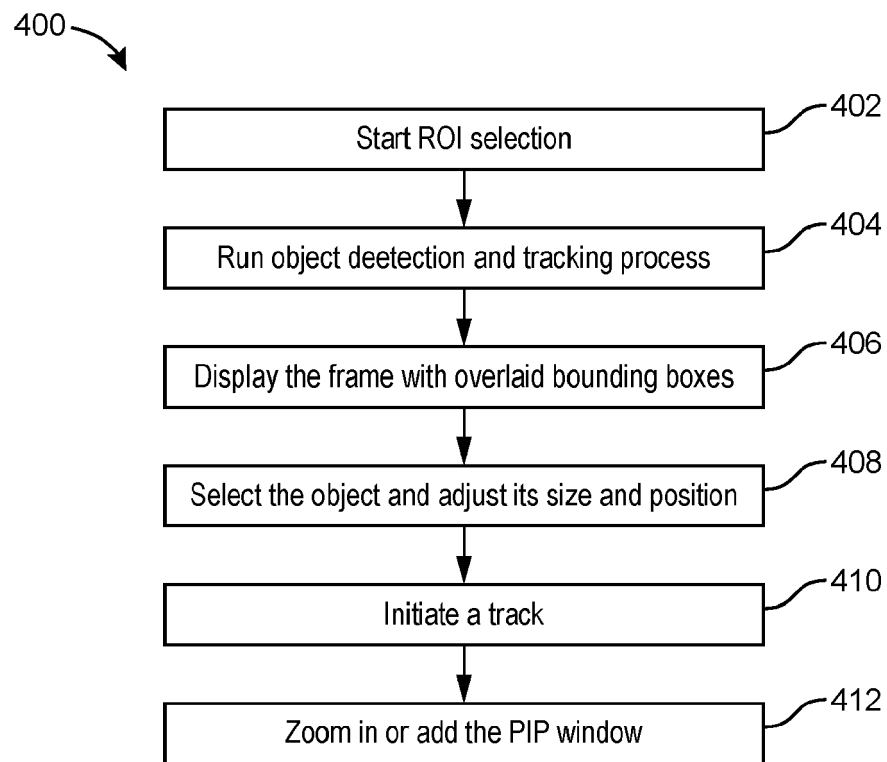 400
402
Start ROI selection
404
Run object deetection and tracking process
406
Display the frame with overlaid bounding boxes
408
Select the object and adjust its size and position
410
Initiate a track
412
Zoom in or add the PIP window